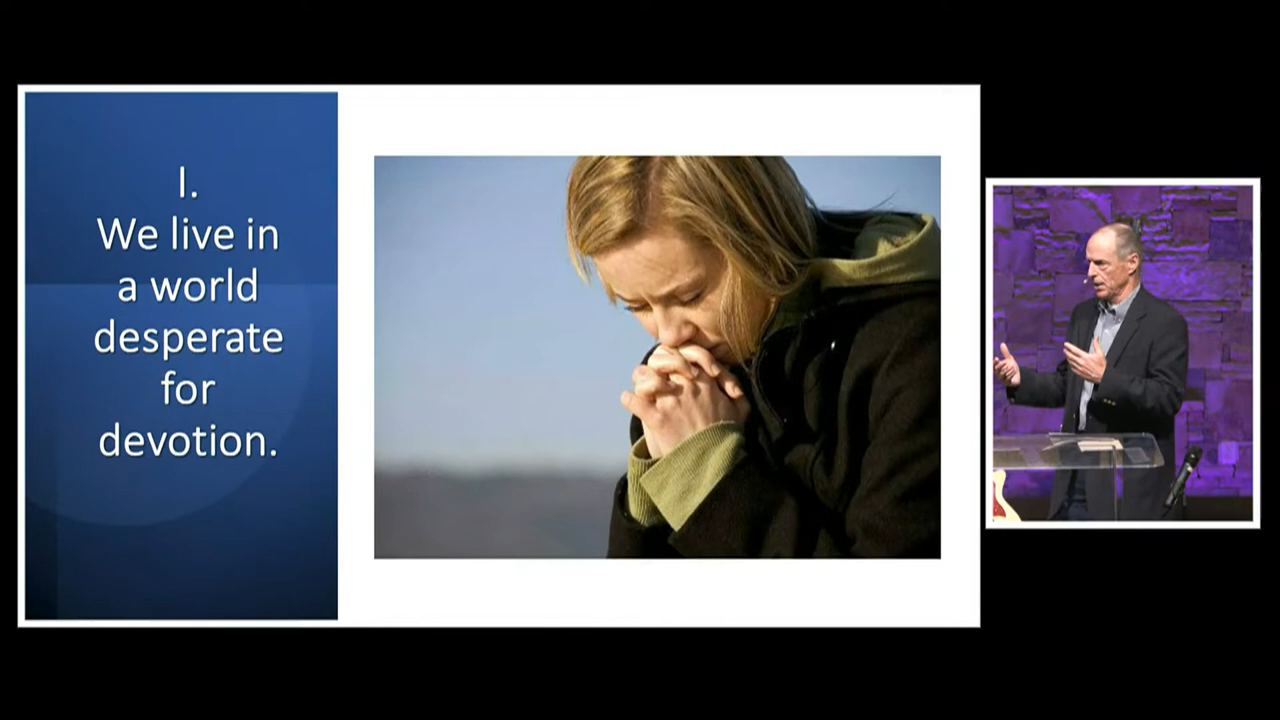 I.
We live in
a world
desperate
for
devotion.